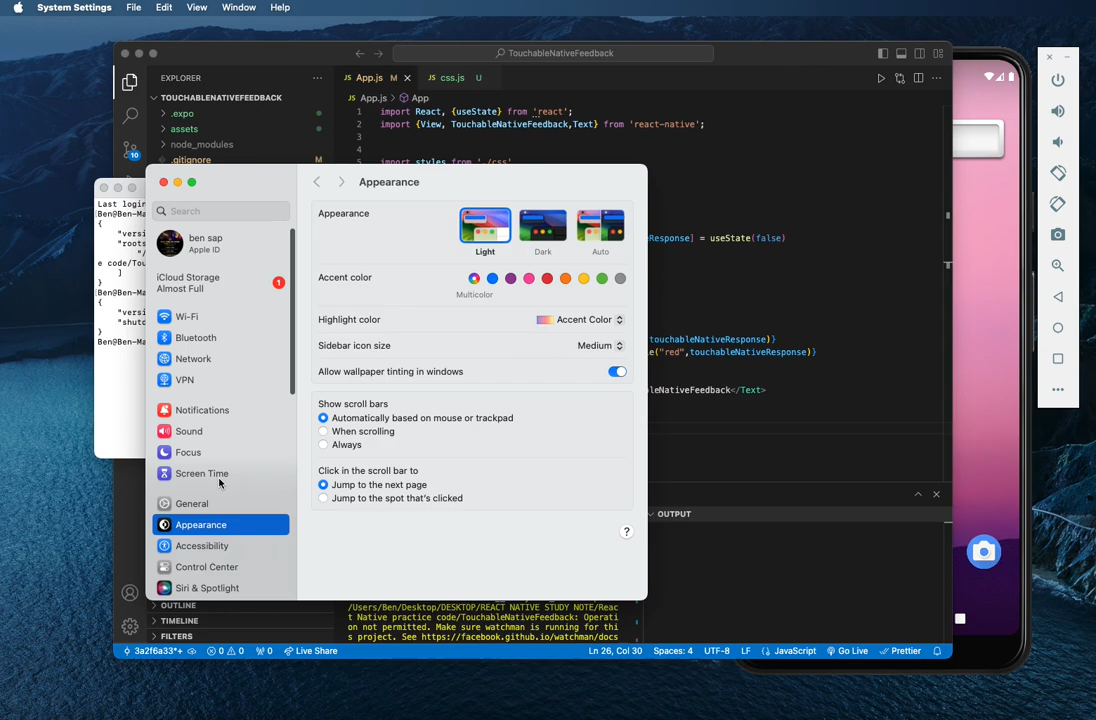 System Settings File Edit View Window Help
TouchableNativeFeedback
EXPLORER
TOUCHABLENATIVEFEEDBACK
.expo
assets
node_modules
.gitignore M
10
JS App.js M
JS css.js U
JS App.js > App
1 import React, {useState} from 'react';
2 import {View, TouchableNativeFeedback,Text} from 'react-native';
3
4
5 import styles from './css'
Response] = useState(false)
touchableNativeResponse)}
("red",touchableNativeResponse)}
NativeFeedback</Text>
Last login
[Ben@Ben-Ma
{
"versi
"roots
"/
e code/Tou
]
}
[Ben@Ben-Ma
{
"versi
"shutd
}
Ben@Ben-Ma
Search
ben sap
Apple ID
iCloud Storage
Almost Full
1
Wi-Fi
Bluetooth
Network
VPN
Notifications
Sound
Focus
Screen Time
General
Appearance
Accessibility
Control Center
Siri & Spotlight
Appearance
Appearance
Light Dark Auto
Accent color
Multicolor
Highlight color Accent Color
Sidebar icon size Medium
Allow wallpaper tinting in windows
Show scroll bars
Automatically based on mouse or trackpad
When scrolling
Always
Click in the scroll bar to
Jump to the next page
Jump to the spot that's clicked
?
OUTPUT
OUTLINE
TIMELINE
FILTERS
/Users/Ben/Desktop/DESKTOP/REACT NATIVE STUDY NOTE/Reac
t Native practice code/TouchableNativeFeedback: Operati
on not permitted. Make sure watchman is running for thi
s project. See https://facebook.github.io/watchman/docs
3a2f6a33*+ 0 0 0 Live Share Ln 26, Col 30 Spaces: 4 UTF-8 LF JavaScript Go Live Prettier